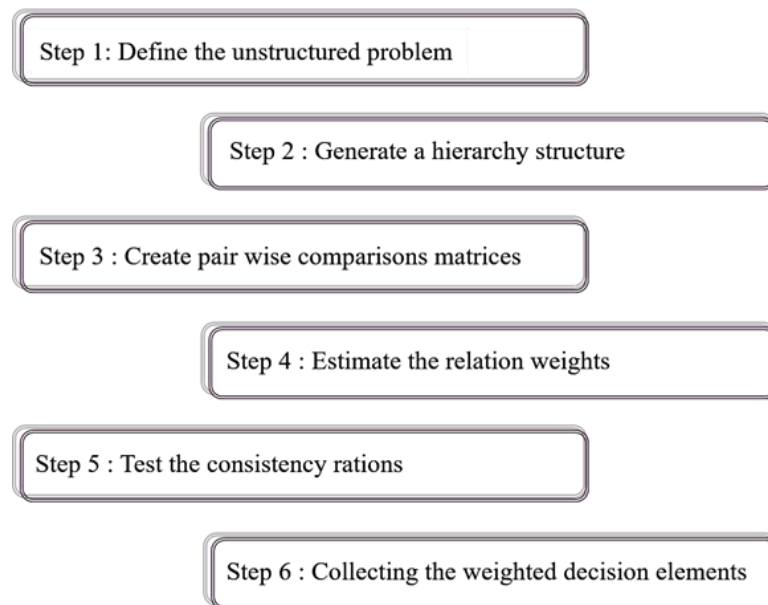 Step 1: Define the unstructured problem
Step 2 : Generate a hierarchy structure
Step 3 : Create pair wise comparisons matrices
Step 4 : Estimate the relation weights
Step 5 : Test the consistency rations
Step 6 : Collecting the weighted decision elements